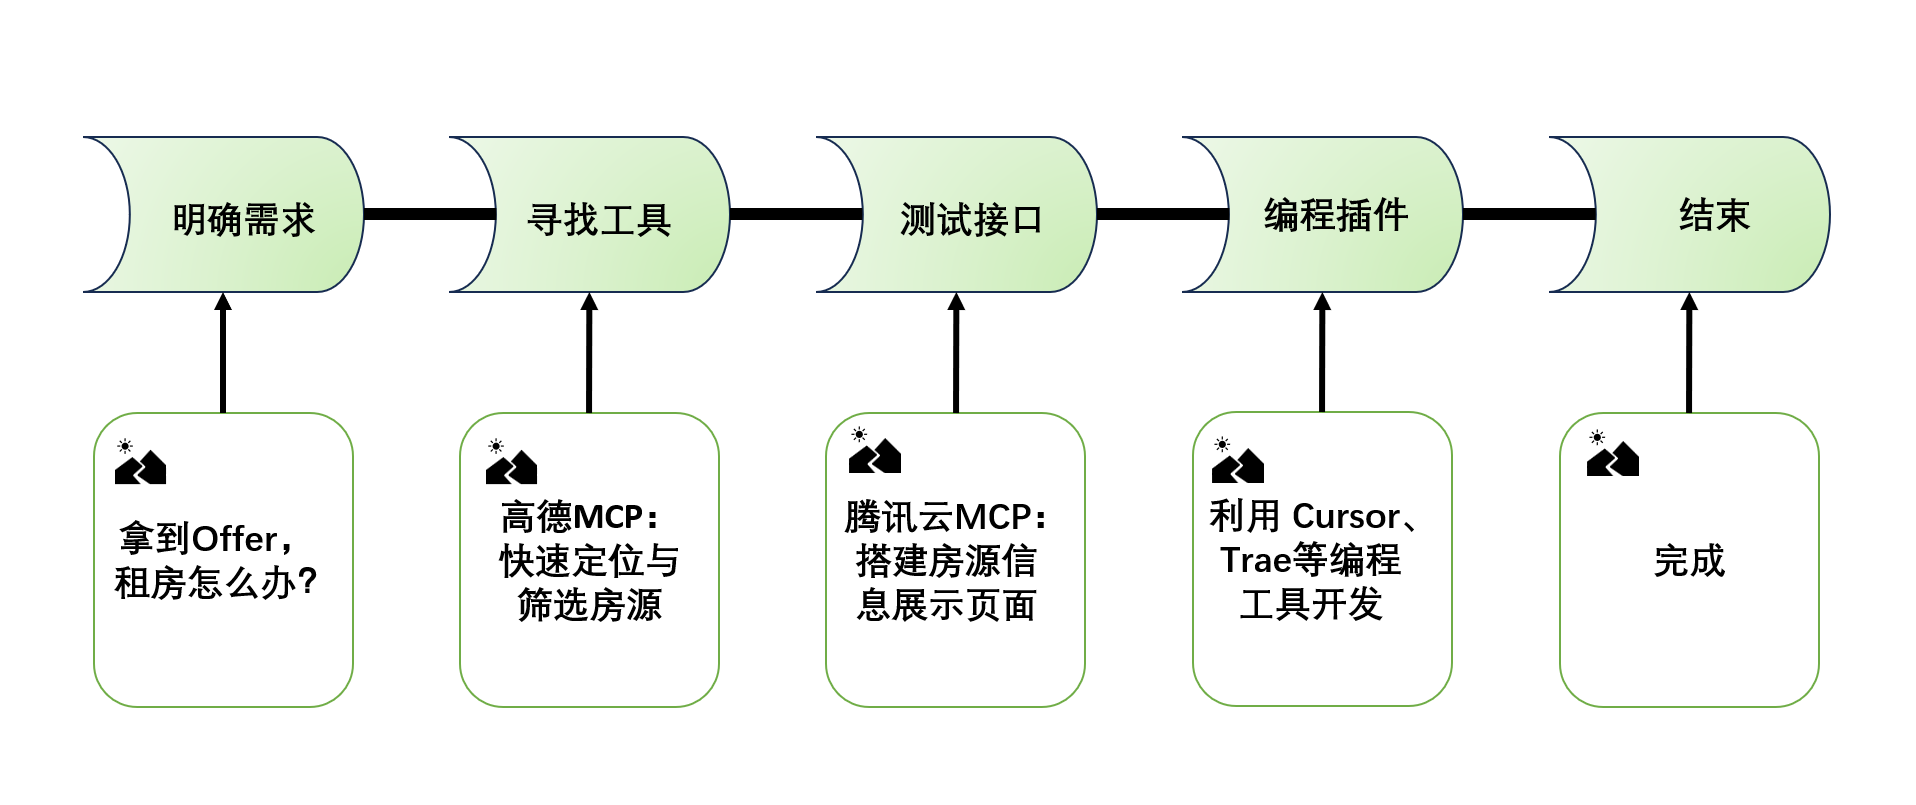 明确需求
寻找工具
测试接口
编程插件
结束
拿到Offer，
租房怎么办？
高德MCP：
快速定位与
筛选房源
腾讯云MCP：
搭建房源信
息展示页面
利用 Cursor、
Trae等编程
工具开发
完成